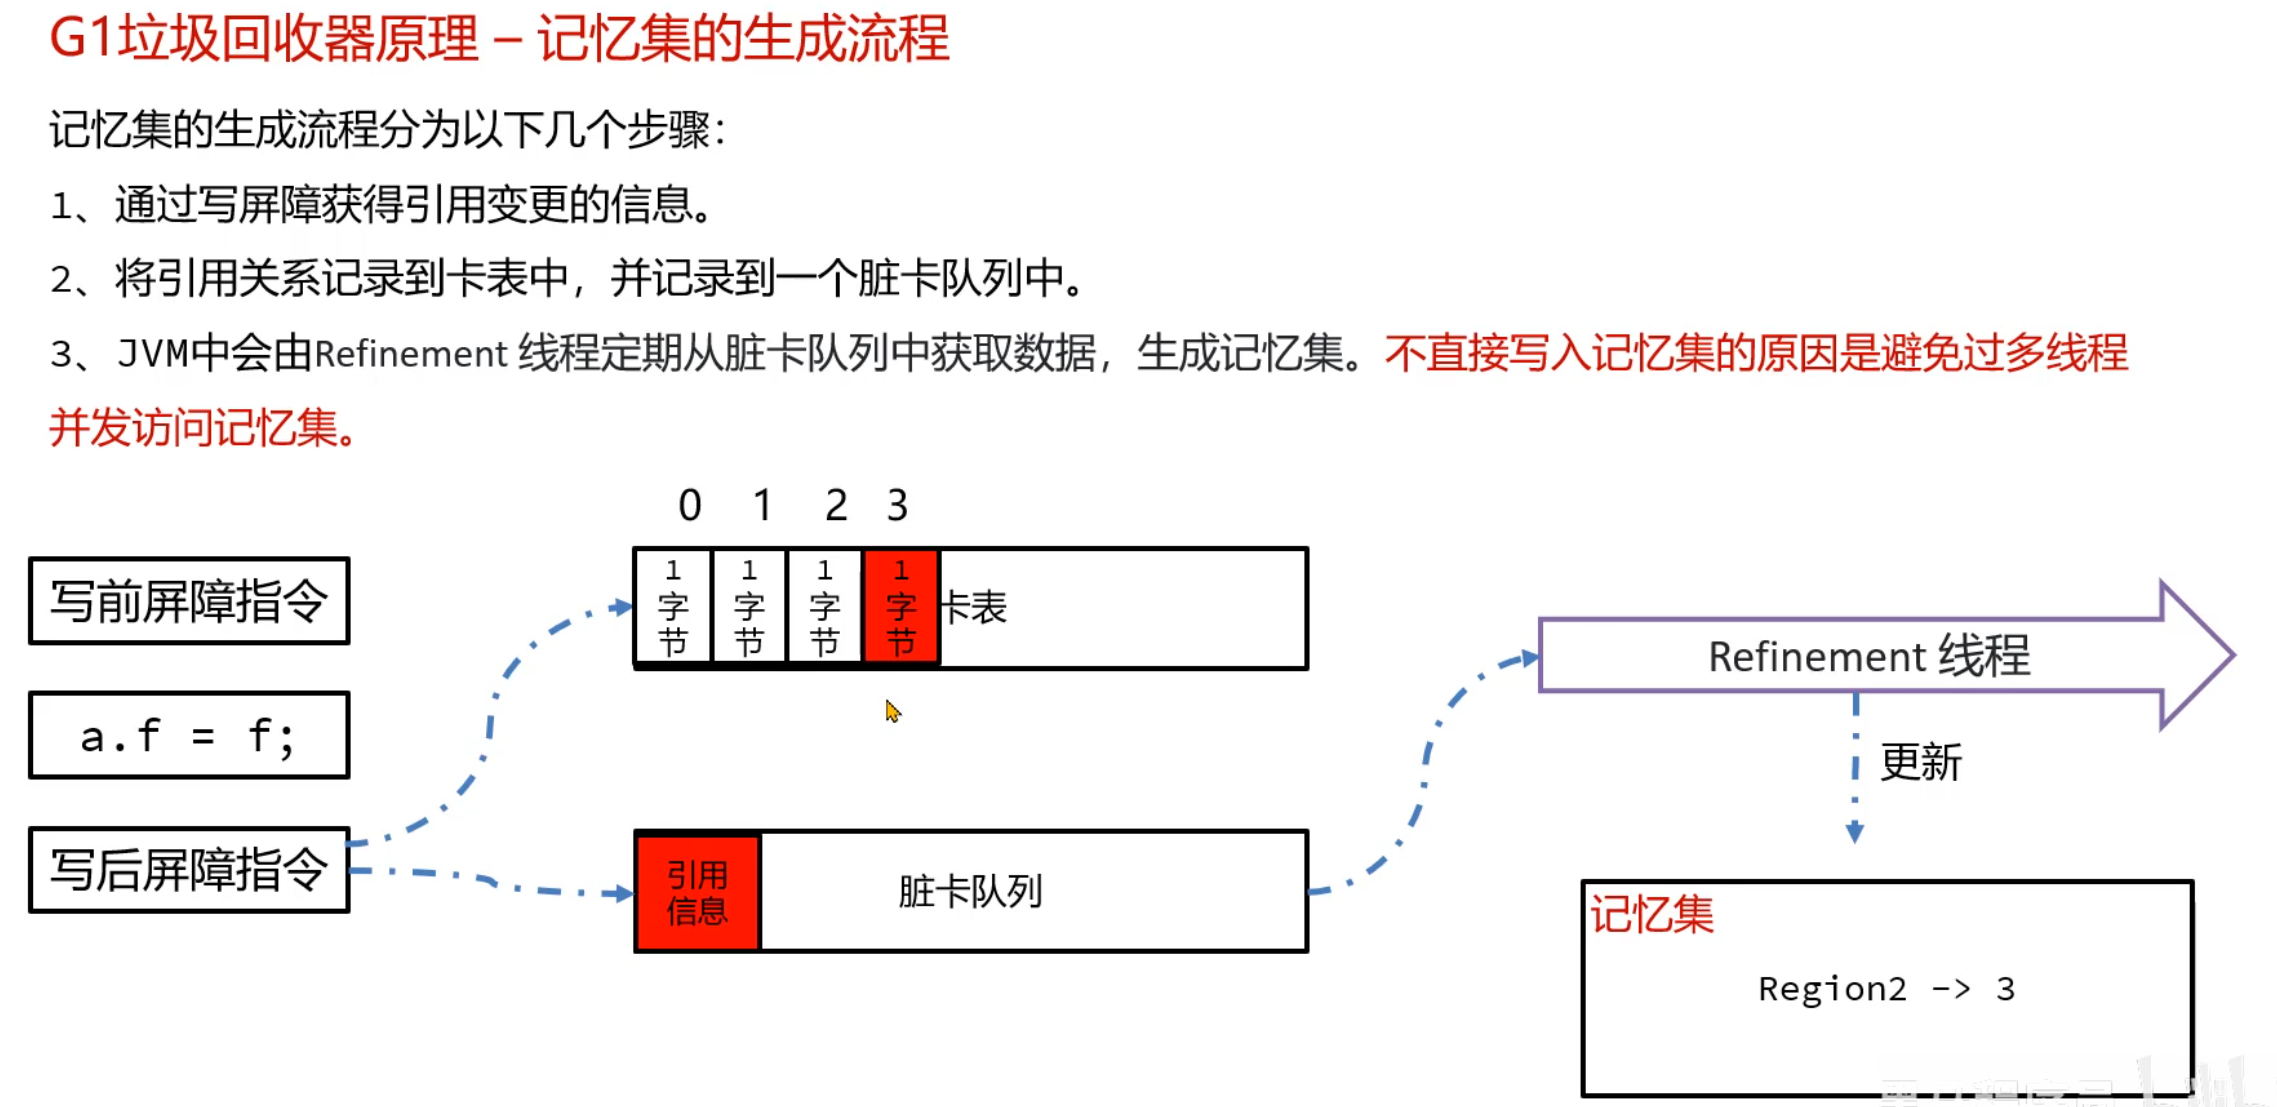 G1垃圾回收器原理 – 记忆集的生成流程
记忆集的生成流程分为以下几个步骤：
1、通过写屏障获得引用变更的信息。
2、将引用关系记录到卡表中，并记录到一个脏卡队列中。
3、JVM中会由Refinement 线程定期从脏卡队列中获取数据，生成记忆集。不直接写入记忆集的原因是避免过多线程
并发访问记忆集。
0 1 2 3
写前屏障指令
1字节 1字节 1字节 1字节 卡表
Refinement 线程
a.f = f;
更新
写后屏障指令
引用
信息
脏卡队列
记忆集
Region2 -> 3